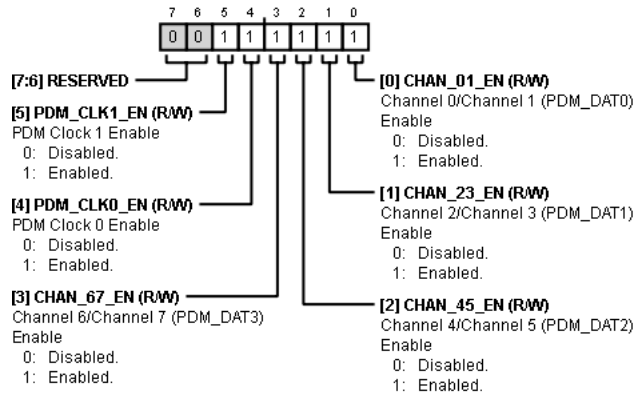 7 6 5 4 3 2 1 0
0 0 1 1 1 1 1 1
[7:6] RESERVED
[5] PDM_CLK1_EN (R/W)
PDM Clock 1 Enable
0: Disabled.
1: Enabled.
[4] PDM_CLK0_EN (R/W)
PDM Clock 0 Enable
0: Disabled.
1: Enabled.
[3] CHAN_67_EN (R/W)
Channel 6/Channel 7 (PDM_DAT3)
Enable
0: Disabled.
1: Enabled.
[0] CHAN_01_EN (R/W)
Channel 0/Channel 1 (PDM_DAT0)
Enable
0: Disabled.
1: Enabled.
[1] CHAN_23_EN (R/W)
Channel 2/Channel 3 (PDM_DAT1)
Enable
0: Disabled.
1: Enabled.
[2] CHAN_45_EN (R/W)
Channel 4/Channel 5 (PDM_DAT2)
Enable
0: Disabled.
1: Enabled.